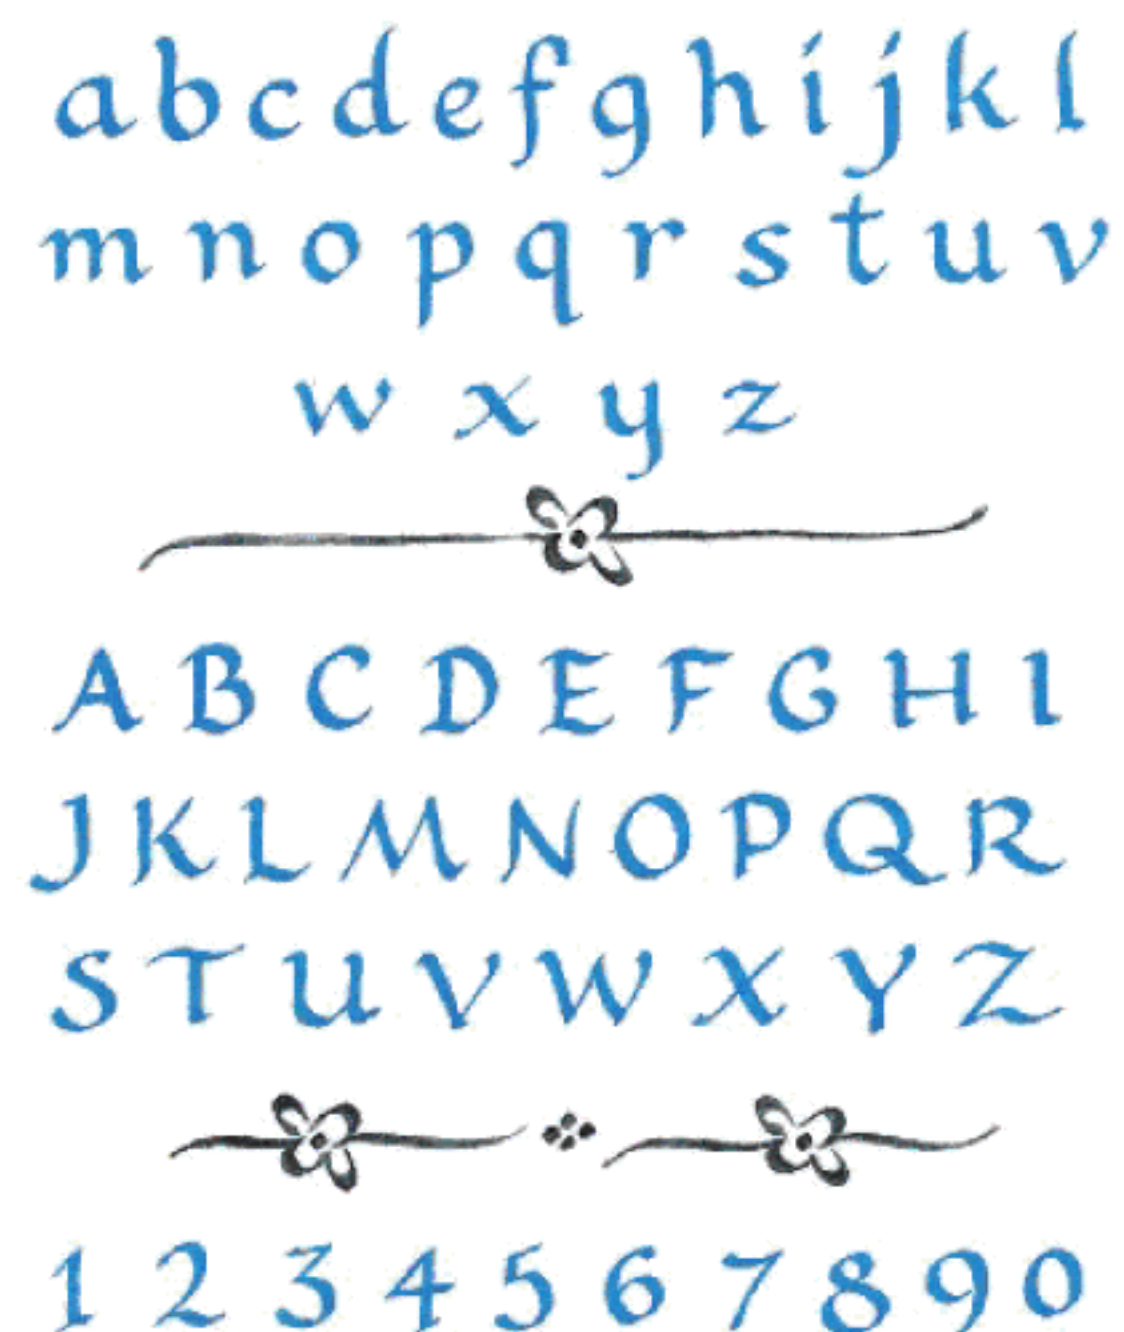 a b c d e f g h i j k l
m n o p q r s t u v
w x y z
A B C D E F G H I
J K L M N O P Q R
S T U V W X Y Z
1 2 3 4 5 6 7 8 9 0